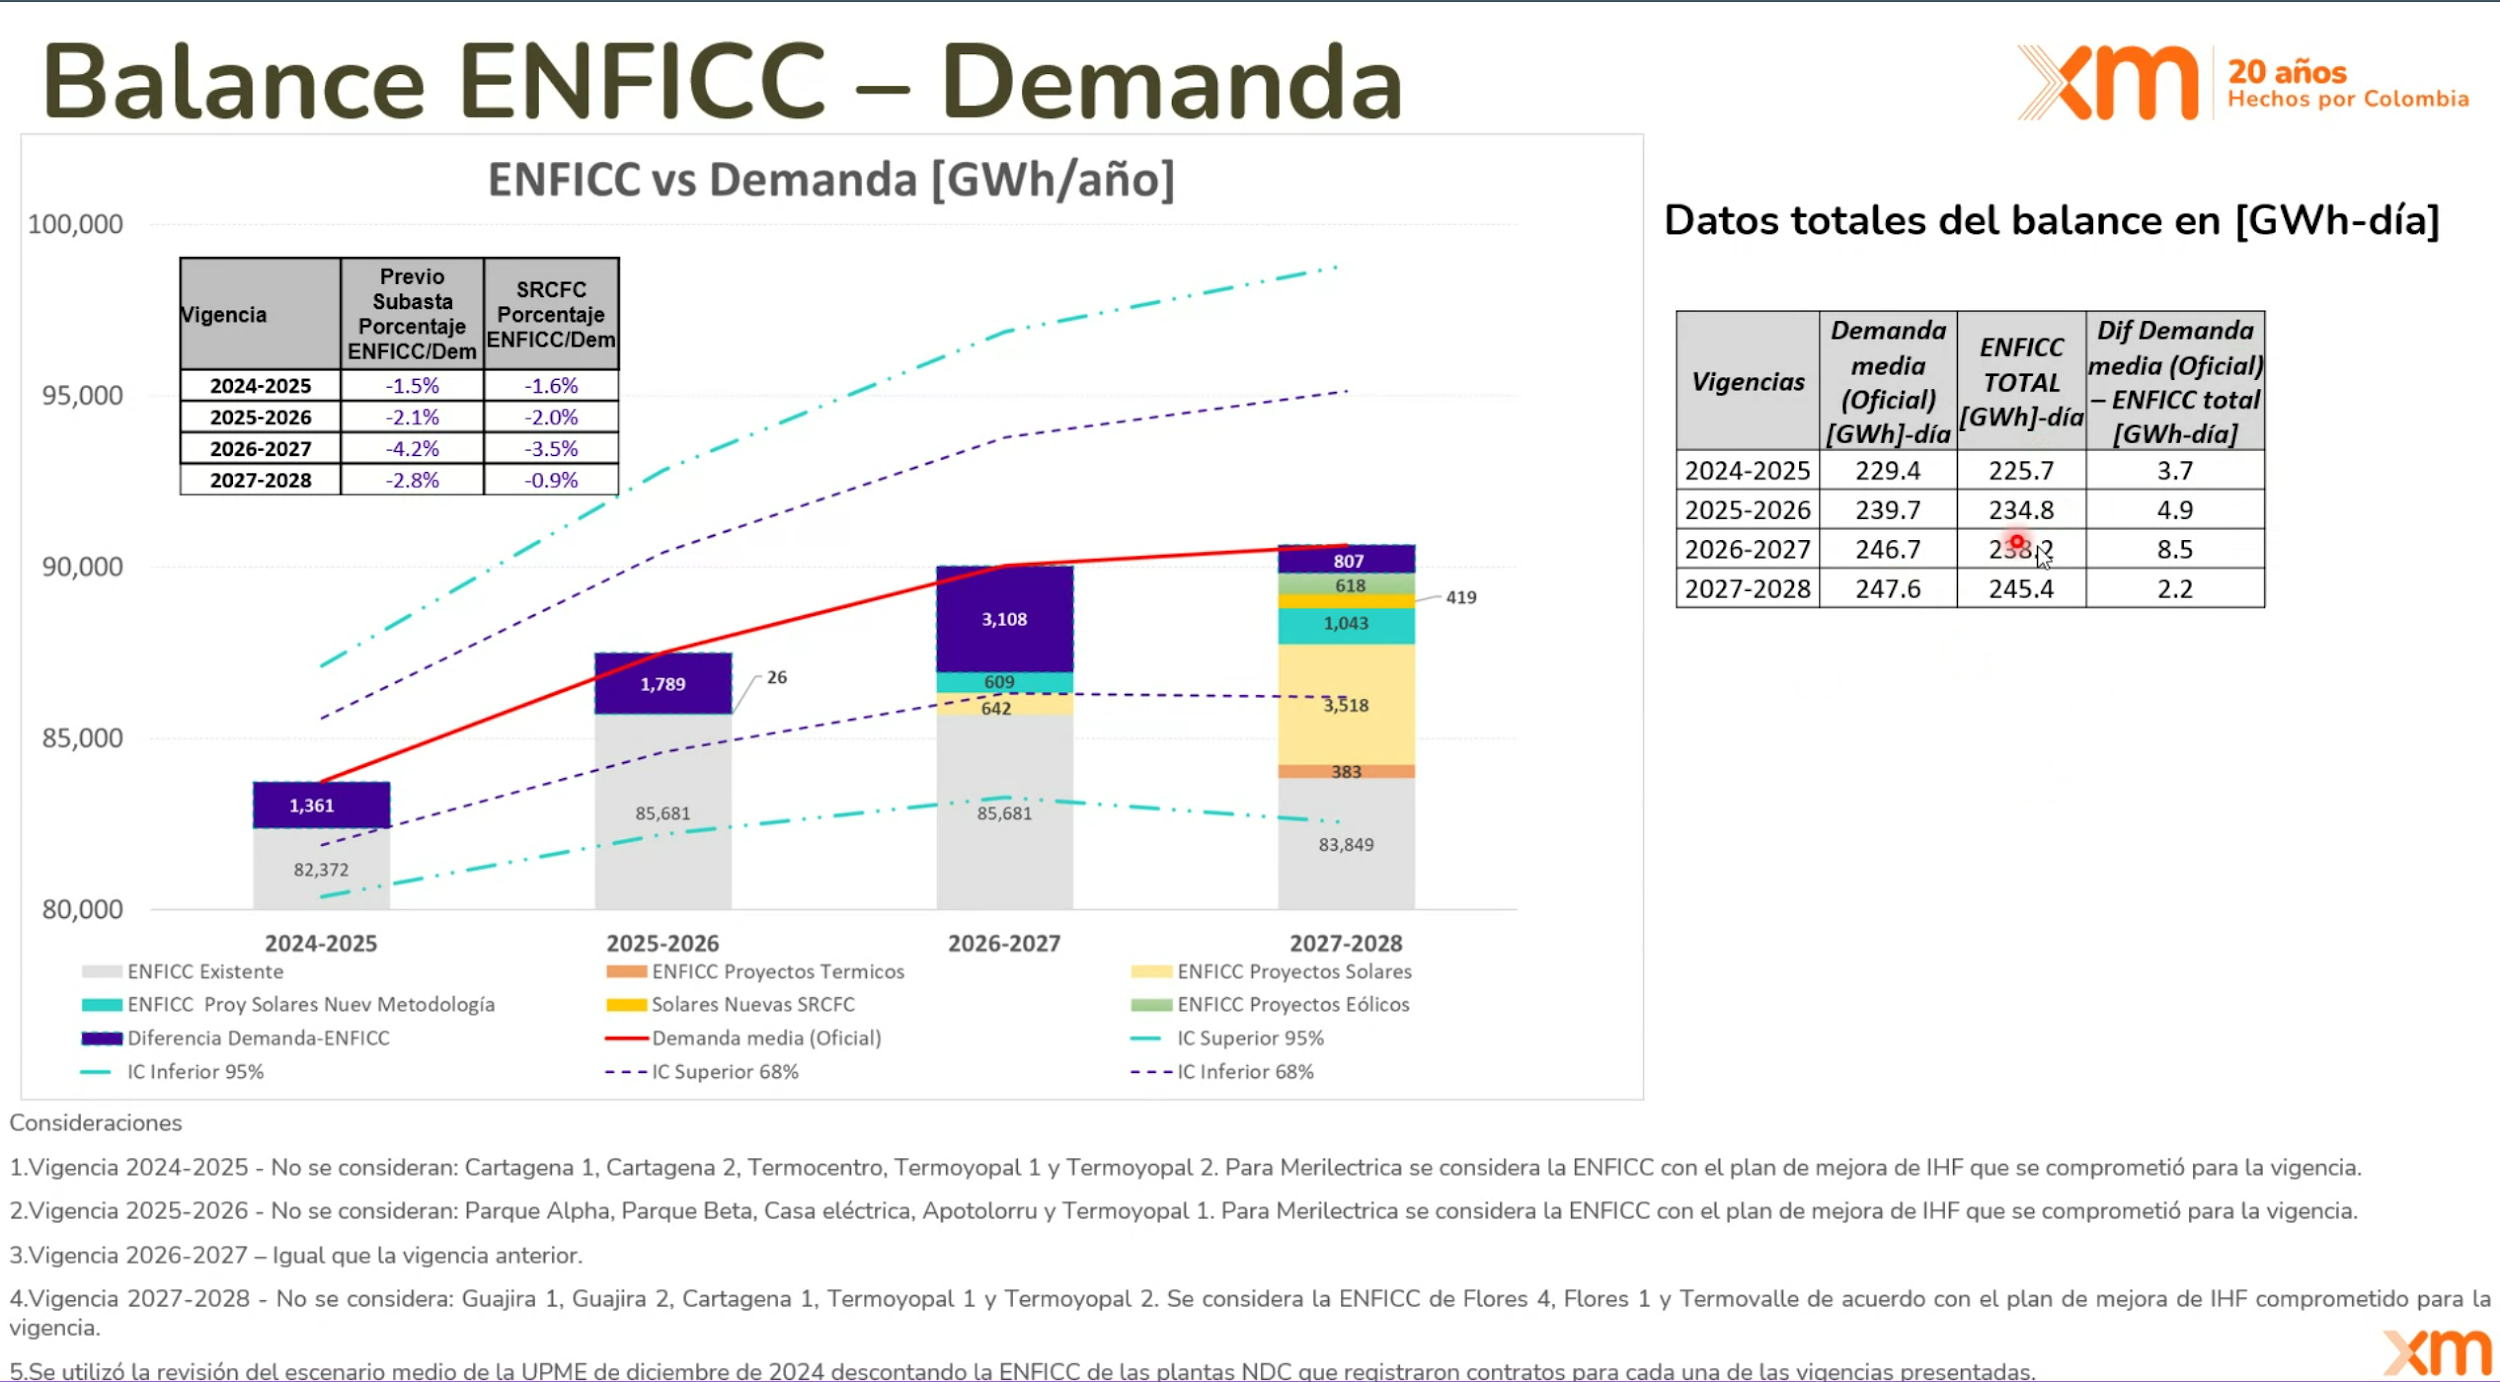 Balance ENFICC – Demanda
xm
20 años
Hechos por Colombia
ENFICC vs Demanda [GWh/año]
100,000
95,000
90,000
85,000
80,000
Vigencia
Previo
Subasta
Porcentaje
ENFICC/Dem
SRCFC
Porcentaje
ENFICC/Dem
2024-2025 -1.5% -1.6%
2025-2026 -2.1% -2.0%
2026-2027 -4.2% -3.5%
2027-2028 -2.8% -0.9%
1,361
82,372
1,789
26
85,681
3,108
609
642
85,681
807
618
419
1,043
3,518
383
83,849
2024-2025 2025-2026 2026-2027 2027-2028
ENFICC Existente ENFICC Proyectos Termicos ENFICC Proyectos Solares
ENFICC Proy Solares Nuev Metodología Solares Nuevas SRCFC ENFICC Proyectos Eólicos
Diferencia Demanda-ENFICC Demanda media (Oficial) IC Superior 95%
IC Inferior 95% IC Superior 68% IC Inferior 68%
Datos totales del balance en [GWh-día]
Vigencias
Demanda
media
(Oficial)
[GWh]-día
ENFICC
TOTAL
[GWh]-día
Dif Demanda
media (Oficial)
– ENFICC total
[GWh-día]
2024-2025 229.4 225.7 3.7
2025-2026 239.7 234.8 4.9
2026-2027 246.7 238.2 8.5
2027-2028 247.6 245.4 2.2
Consideraciones
1.Vigencia 2024-2025 - No se consideran: Cartagena 1, Cartagena 2, Termocentro, Termoyopal 1 y Termoyopal 2. Para Merilectrica se considera la ENFICC con el plan de mejora de IHF que se comprometió para la vigencia.
2.Vigencia 2025-2026 - No se consideran: Parque Alpha, Parque Beta, Casa eléctrica, Apotolorru y Termoyopal 1. Para Merilectrica se considera la ENFICC con el plan de mejora de IHF que se comprometió para la vigencia.
3.Vigencia 2026-2027 – Igual que la vigencia anterior.
4.Vigencia 2027-2028 - No se considera: Guajira 1, Guajira 2, Cartagena 1, Termoyopal 1 y Termoyopal 2. Se considera la ENFICC de Flores 4, Flores 1 y Termovalle de acuerdo con el plan de mejora de IHF comprometido para la
vigencia.
5.Se utilizó la revisión del escenario medio de la UPME de diciembre de 2024 descontando la ENFICC de las plantas NDC que registraron contratos para cada una de las vigencias presentadas.
xm